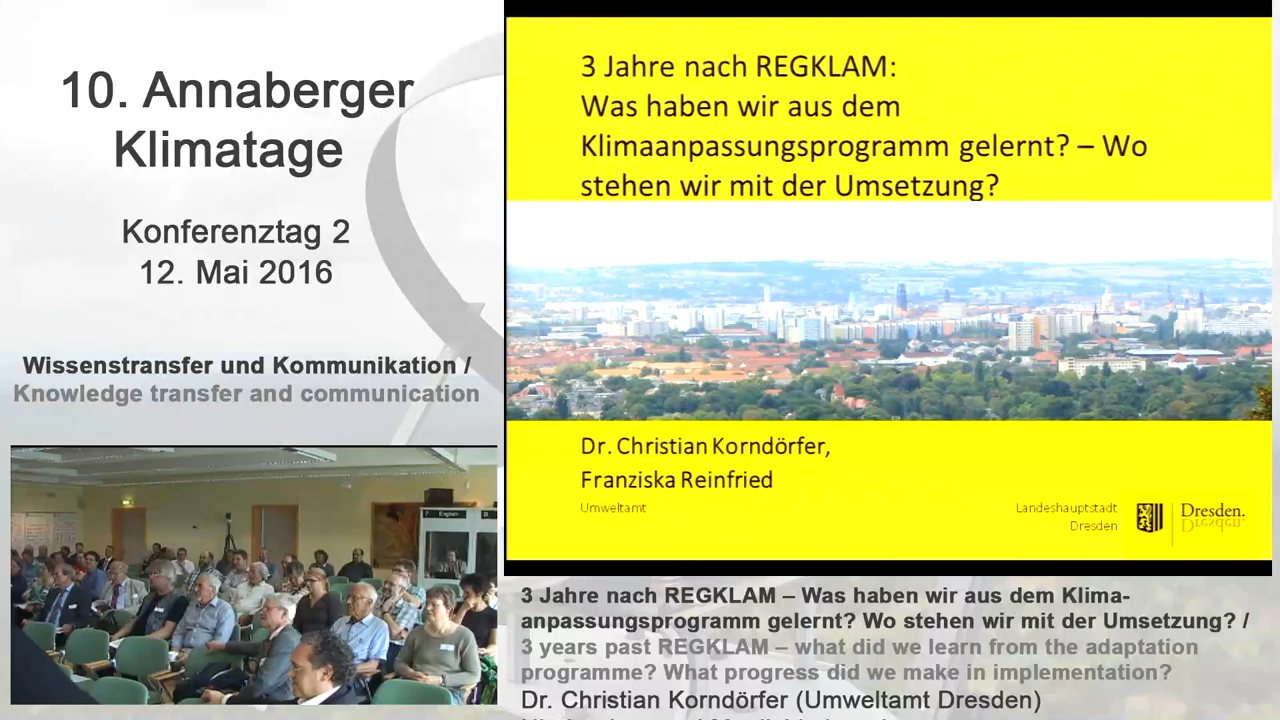 10. Annaberger
Klimatage
Konferenztag 2
12. Mai 2016
Wissenstransfer und Kommunikation /
Knowledge transfer and communication
English
3 Jahre nach REGKLAM:
Was haben wir aus dem
Klimaanpassungsprogramm gelernt? – Wo
stehen wir mit der Umsetzung?
Dr. Christian Korndörfer,
Franziska Reinfried
Umweltamt
Landeshauptstadt
Dresden
Dresden.
Dresden.
3 Jahre nach REGKLAM – Was haben wir aus dem Klima-
anpassungsprogramm gelernt? Wo stehen wir mit der Umsetzung? /
3 years past REGKLAM – what did we learn from the adaptation
programme? What progress did we make in implementation?
Dr. Christian Korndörfer (Umweltamt Dresden)